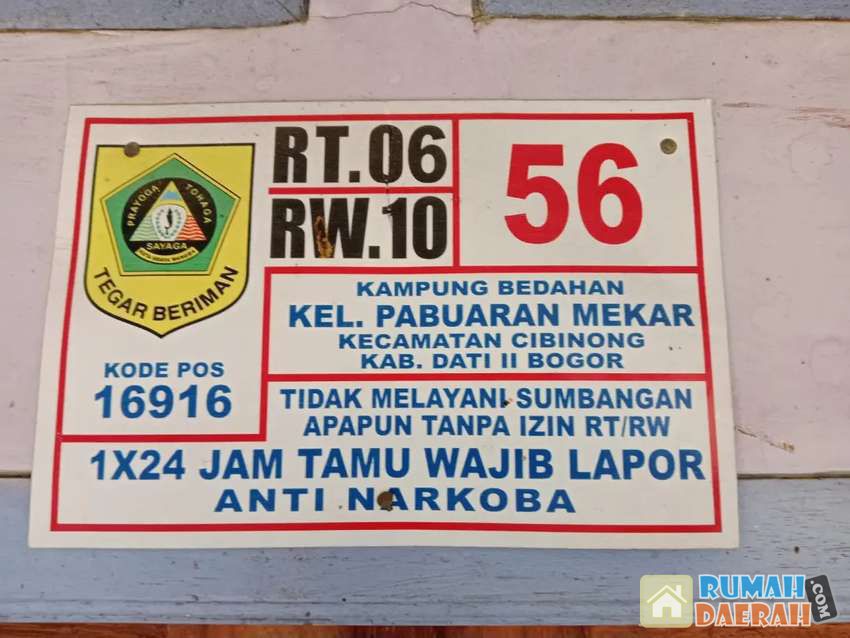 RT.06
RW.10
56
PRAYOGA TOHAGA
SAYAGA
TEGAR BERIMAN
KODE POS
16916
KAMPUNG BEDAHAN
KEL. PABUARAN MEKAR
KECAMATAN CIBINONG
KAB. DATI II BOGOR
TIDAK MELAYANI SUMBANGAN
APAPUN TANPA IZIN RT/RW
1X24 JAM TAMU WAJIB LAPOR
ANTI NARKOBA
RUMAH
DAERAH.COM